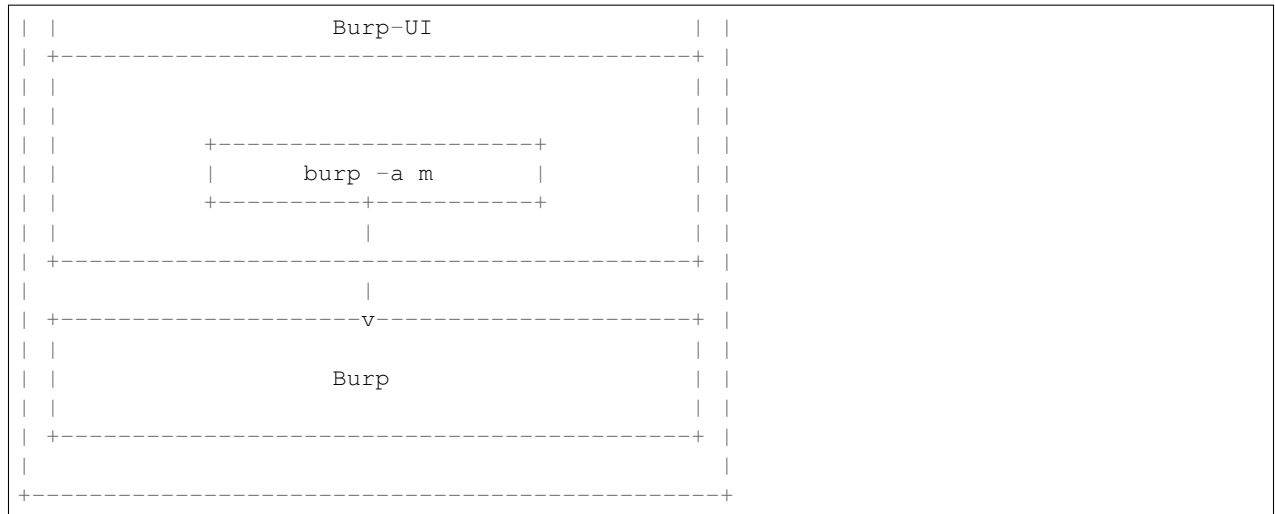 | |                   Burp-UI                  | |
| +--------------------------------------------+ |
| |                                            | |
| |                                            | |
| |          +----------------------+          | |
| |          |      burp -a m       |          | |
| |          +----------+-----------+          | |
| |                     |                      | |
| +--------------------------------------------+ |
|                       |                        |
| +---------------------v----------------------+ |
| |                                            | |
| |                   Burp                     | |
| |                                            | |
| +--------------------------------------------+ |
|                                                |
+------------------------------------------------+